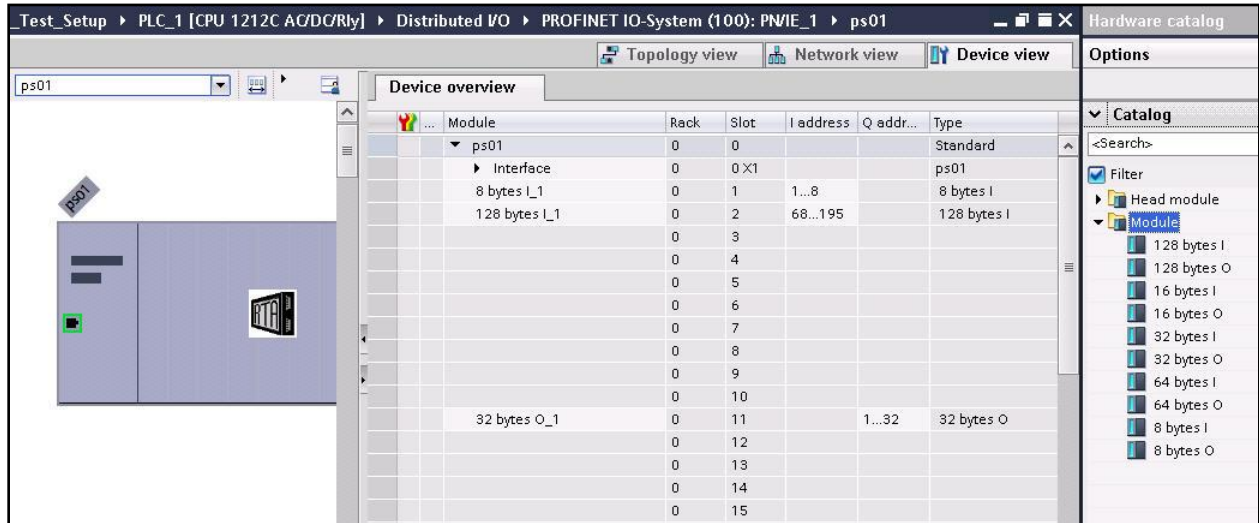 _Test_Setup ▸ PLC_1 [CPU 1212C AC/DC/Rly] ▸ Distributed I/O ▸ PROFINET IO-System (100): PN/IE_1 ▸ ps01
Hardware catalog
Topology view Network view Device view
Options
ps01
Device overview
... Module Rack Slot I address Q addr... Type
Catalog
<Search>
Filter
Head module
Module
128 bytes I
128 bytes O
16 bytes I
16 bytes O
32 bytes I
32 bytes O
64 bytes I
64 bytes O
8 bytes I
8 bytes O
ps01 0 0 Standard
Interface 0 0 X1 ps01
8 bytes I_1 0 1 1...8 8 bytes I
128 bytes I_1 0 2 68...195 128 bytes I
0 3
0 4
0 5
0 6
0 7
0 8
0 9
0 10
32 bytes O_1 0 11 1...32 32 bytes O
0 12
0 13
0 14
0 15
ps01
RTA